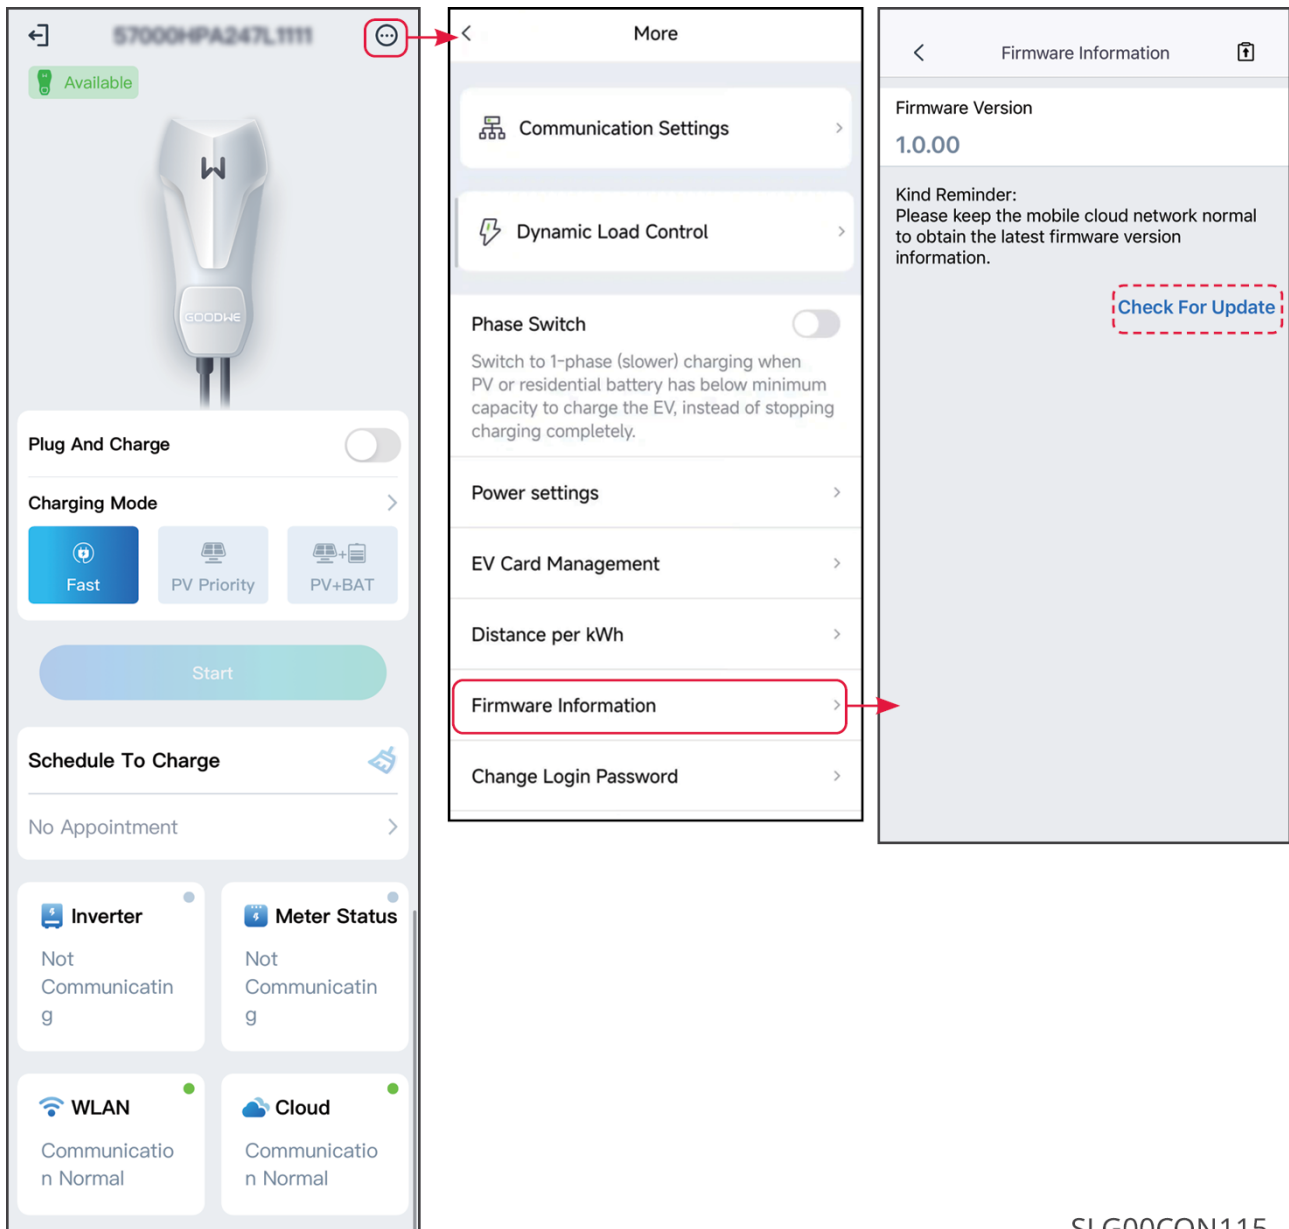 57000HPA247L1111
Available
GOODWE
Plug And Charge
Charging Mode
Fast
PV Priority
PV+BAT
Start
Schedule To Charge
No Appointment
Inverter
Not
Communicatin
g
Meter Status
Not
Communicatin
g
WLAN
Communicatio
n Normal
Cloud
Communicatio
n Normal
More
Communication Settings
Dynamic Load Control
Phase Switch
Switch to 1-phase (slower) charging when
PV or residential battery has below minimum
capacity to charge the EV, instead of stopping
charging completely.
Power settings
EV Card Management
Distance per kWh
Firmware Information
Change Login Password
Firmware Information
Firmware Version
1.0.00
Kind Reminder:
Please keep the mobile cloud network normal
to obtain the latest firmware version
information.
Check For Update
SLG00CON115